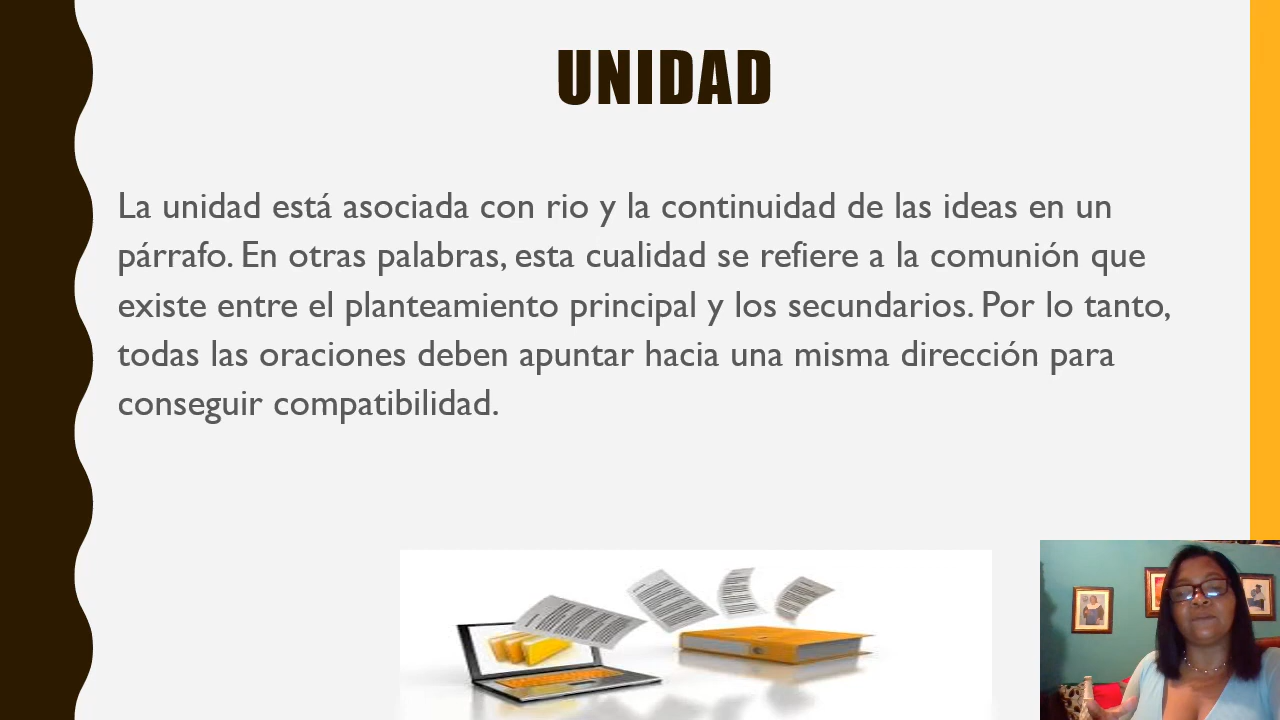 UNIDAD
La unidad está asociada con rio y la continuidad de las ideas en un
párrafo. En otras palabras, esta cualidad se refiere a la comunión que
existe entre el planteamiento principal y los secundarios. Por lo tanto,
todas las oraciones deben apuntar hacia una misma dirección para
conseguir compatibilidad.